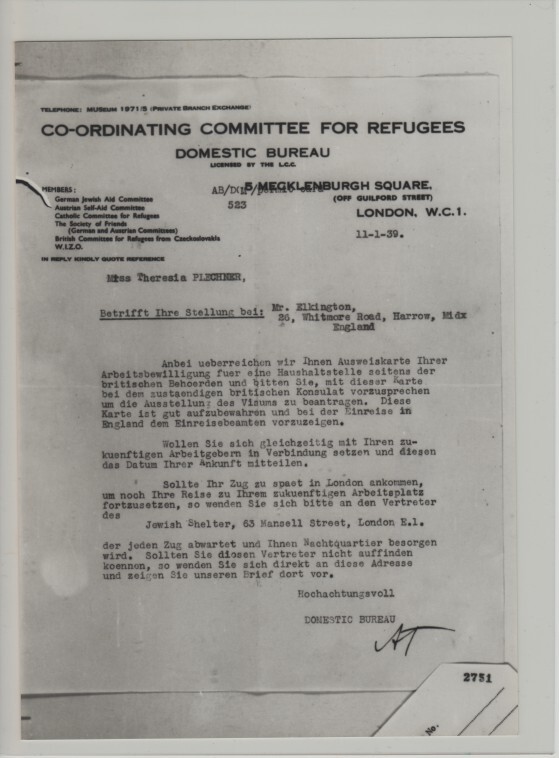 TELEPHONE: MUSEUM 1971/5 (PRIVATE BRANCH EXCHANGE)
CO-ORDINATING COMMITTEE FOR REFUGEES
DOMESTIC BUREAU
LICENSED BY THE L.C.C.
MEMBERS:
German Jewish Aid Committee
Austrian Self-Aid Committee
Catholic Committee for Refugees
The Society of Friends
(German and Austrian Committees)
British Committee for Refugees from Czechoslovakia
W.I.Z.O.
IN REPLY KINDLY QUOTE REFERENCE
523
5 MECKLENBURGH SQUARE,
(OFF GUILFORD STREET)
LONDON, W.C.1.
11-1-39.
Miss Theresia PLECHNER,
Betrifft Ihre Stellung bei: Mr. Elkington,
26, Whitmore Road, Harrow, Midx
England
Anbei ueberreichen wir Ihnen Ausweiskarte Ihrer
Arbeitsbewilligung fuer eine Haushaltstelle seitens der
britischen Behoerden und bitten Sie, mit dieser Karte
bei dem zustaendigen britischen Konsulat vorzusprechen
um die Ausstellung des Visums zu beantragen. Diese
Karte ist gut aufzubewahren und bei der Einreise in
England dem Einreisebeamten vorzuzeigen.
Wollen Sie sich gleichzeitig mit Ihren zu-
kuenftigen Arbeitgebern in Verbindung setzen und diesen
das Datum Ihrer Ankunft mitteilen.
Sollte Ihr Zug zu spaet in London ankommen,
um noch Ihre Reise zu Ihrem zukuenftigen Arbeitsplatz
fortzusetzen, so wenden Sie sich bitte an den Vertreter
des
Jewish Shelter, 63 Mansell Street, London E.1.
der jeden Zug abwartet und Ihnen Nachtquartier besorgen
wird. Sollten Sie diesen Vertreter nicht auffinden
koennen, so wenden Sie sich direkt an diese Adresse
und zeigen Sie unseren Brief dort vor.
Hochachtungsvoll
DOMESTIC BUREAU
AT
2751
No.